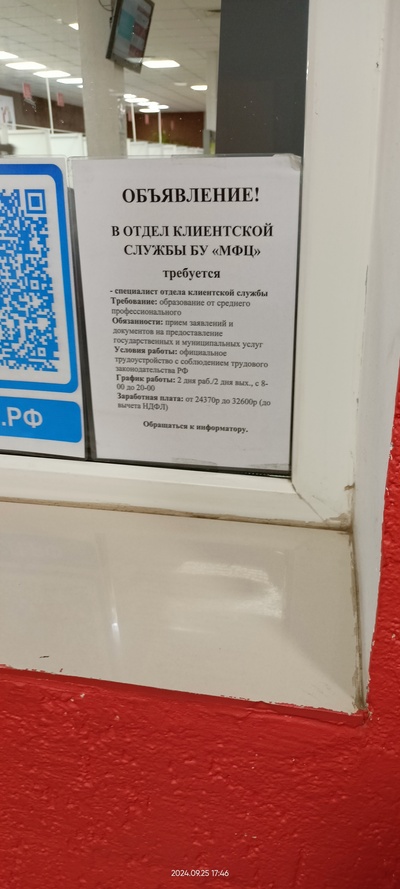 ОБЪЯВЛЕНИЕ!
В ОТДЕЛ КЛИЕНТСКОЙ
СЛУЖБЫ БУ «МФЦ»
требуется
- специалист отдела клиентской службы
Требование: образование от среднего
профессионального
Обязанности: прием заявлений и
документов на предоставление
государственных и муниципальных услуг
Условия работы: официальное
трудоустройство с соблюдением трудового
законодательства РФ
График работы: 2 дня раб./2 дня вых., с 8-
00 до 20-00
Заработная плата: от 24370р до 32600р (до
вычета НДФЛ)
Обращаться к информатору.
.РФ
2024.09.25 17:46